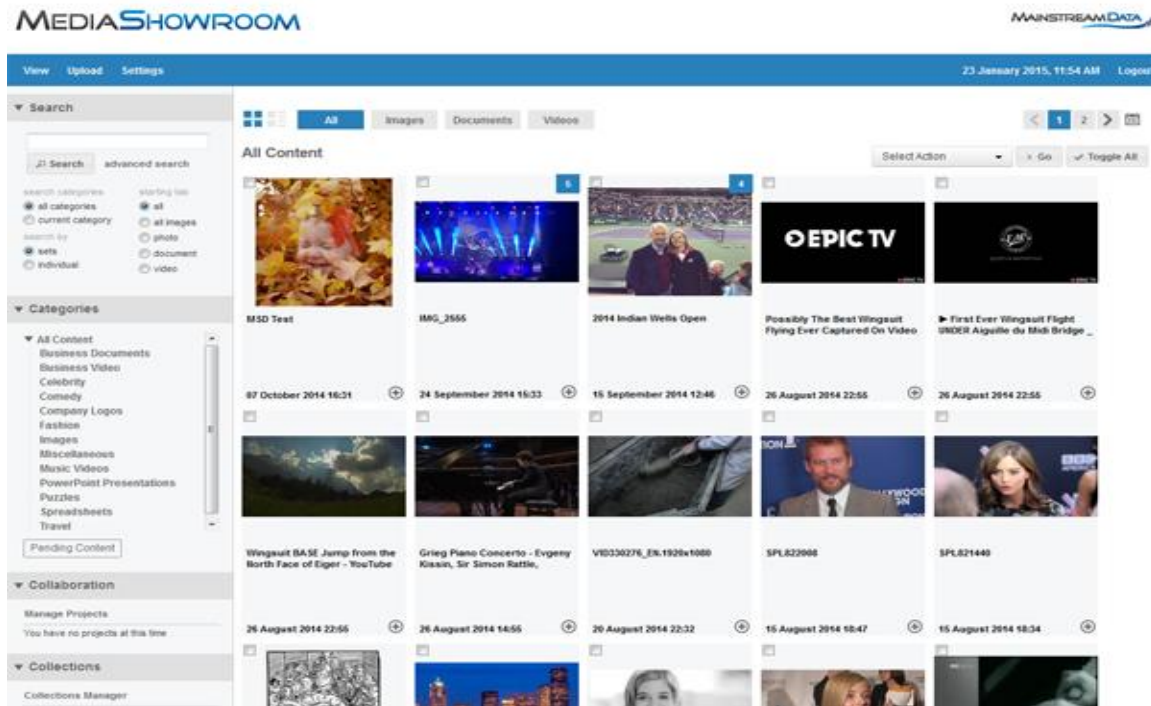 MEDIASHOWROOM
MAINSTREAM DATA
View Upload Settings
23 January 2015, 11:54 AM Logout
Search
All Images Documents Videos
1 2
All Content
Select Action Go Toggle All
Search advanced search
search categories starting tab
all categories all
current category all images
search by photo
sets document
individual video
5
4
EPIC TV
MSD Test
IMG_2555
2014 Indian Wells Open
Possibly The Best Wingsuit
Flying Ever Captured On Video
► First Ever Wingsuit Flight
UNDER Aiguille du Midi Bridge _
07 October 2014 16:31
24 September 2014 15:33
15 September 2014 12:46
26 August 2014 22:55
26 August 2014 22:55
Categories
All Content
Business Documents
Business Video
Celebrity
Comedy
Company Logos
Fashion
Images
Miscellaneous
Music Videos
PowerPoint Presentations
Puzzles
Spreadsheets
Travel
Pending Content
BBC
AMERICA
Wingsuit BASE Jump from the
North Face of Eiger - YouTube
Grieg Piano Concerto - Evgeny
Kissin, Sir Simon Rattle,
VID330276_EN.1920x1080
SPL822008
SPL821440
26 August 2014 22:55
26 August 2014 14:55
20 August 2014 22:32
15 August 2014 18:47
15 August 2014 18:34
Collaboration
Manage Projects
You have no projects at this time
Collections
Collections Manager